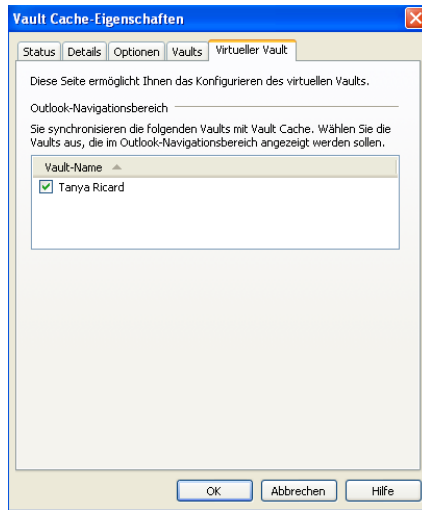 Vault Cache-Eigenschaften
Status Details Optionen Vaults Virtueller Vault
Diese Seite ermöglicht Ihnen das Konfigurieren des virtuellen Vaults.
Outlook-Navigationsbereich
Sie synchronisieren die folgenden Vaults mit Vault Cache. Wählen Sie die
Vaults aus, die im Outlook-Navigationsbereich angezeigt werden sollen.
Vault-Name
Tanya Ricard
OK Abbrechen Hilfe